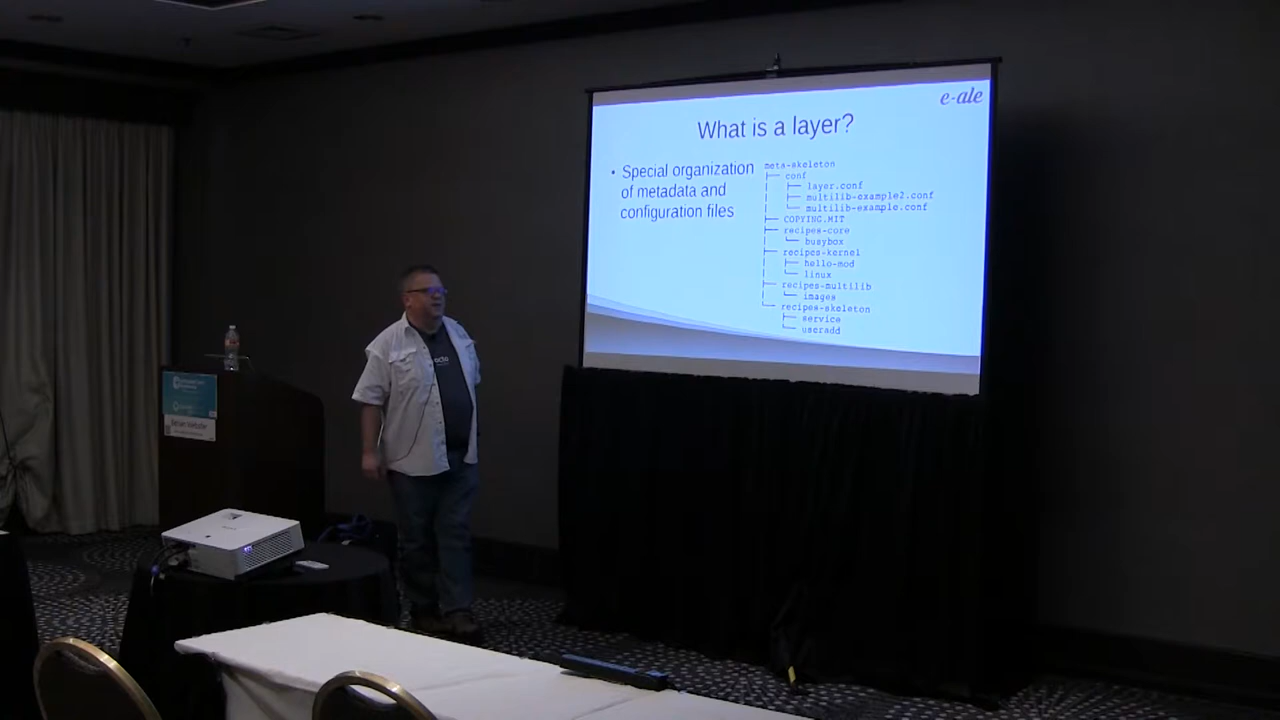 e-ale
What is a layer?
• Special organization
of metadata and
configuration files
meta-skeleton
├── conf
│   ├── layer.conf
│   ├── multilib-example2.conf
│   └── multilib-example.conf
├── COPYING.MIT
├── recipes-core
│   └── busybox
├── recipes-kernel
│   ├── hello-mod
│   └── linux
├── recipes-multilib
│   └── images
└── recipes-skeleton
    ├── service
    └── useradd
octo